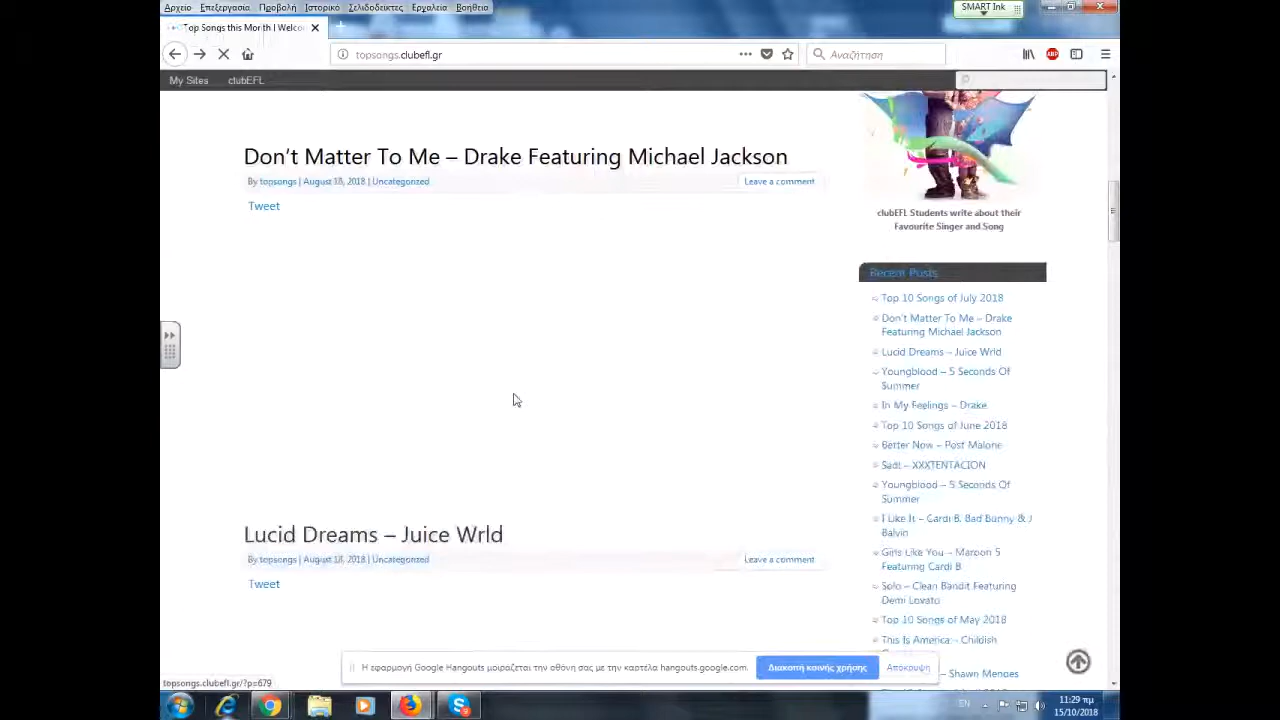 Αρχείο Επεξεργασία Προβολή Ιστορικό Σελιδοδείκτες Εργαλεία Βοήθεια
SMART Ink
Top Songs this Month | Welco
topsongs.clubefl.gr
Αναζήτηση
ABP
My Sites clubEFL
Don't Matter To Me – Drake Featuring Michael Jackson
By topsongs | August 13, 2018 | Uncategorized
Leave a comment
Tweet
clubEFL Students write about their
Favourite Singer and Song
Recent Posts
Top 10 Songs of July 2018
Don't Matter To Me – Drake
Featuring Michael Jackson
Lucid Dreams – Juice Wrld
Youngblood – 5 Seconds Of
Summer
In My Feelings – Drake
Top 10 Songs of June 2018
Better Now – Post Malone
Sad! – XXXTENTACION
Youngblood – 5 Seconds Of
Summer
I Like It – Cardi B, Bad Bunny & J
Balvin
Girls Like You – Maroon 5
Featuring Cardi B
Solo – Clean Bandit Featuring
Demi Lovato
Top 10 Songs of May 2018
This Is America – Childish
– Shawn Mendes
Lucid Dreams – Juice Wrld
By topsongs | August 13, 2018 | Uncategorized
Leave a comment
Tweet
Η εφαρμογή Google Hangouts μοιράζεται την οθόνη σας με την καστέλα hangouts.google.com.
Διακοπή κοινής χρήσης
Απόκρυψη
topsongs.clubefl.gr/?p=679
EN
11:29 πμ
15/10/2018